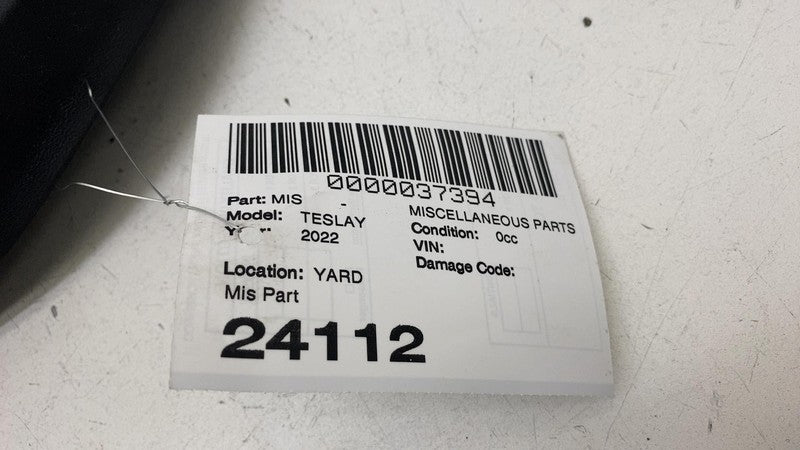 0000037394
Part: MIS -
MISCELLANEOUS PARTS
Model: TESLAY
Condition: 0cc
2022
VIN:
Damage Code:
Location: YARD
Mis Part
24112